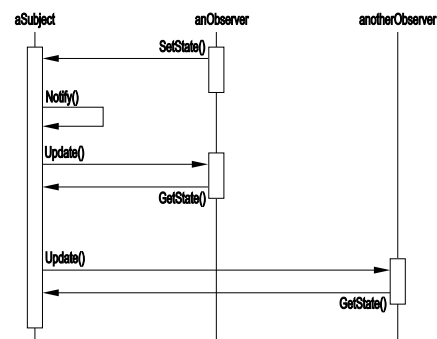 aSubject anObserver anotherObserver
SetState()
Notify()
Update()
GetState()
Update()
GetState()